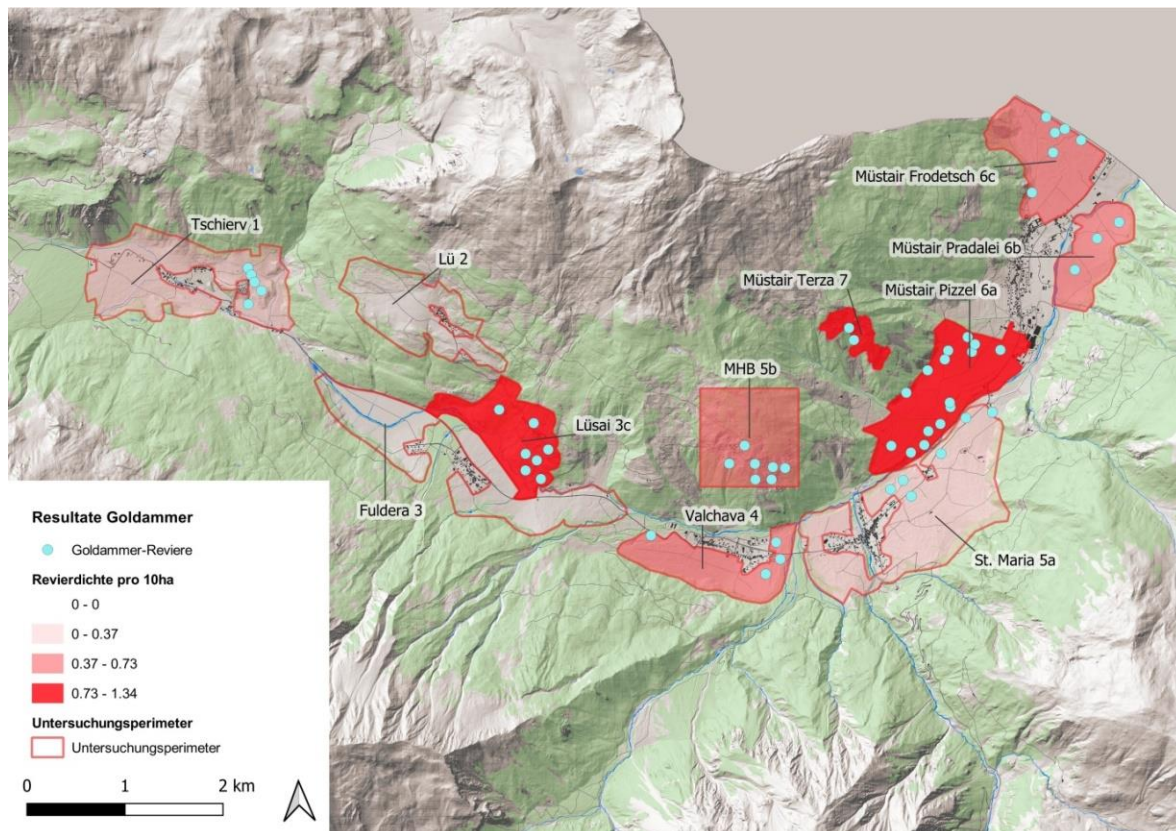 Müstair Frodetsch 6c
Tschierv 1
Müstair Pradalei 6b
Lü 2
Müstair Terza 7
Müstair Pizzel 6a
MHB 5b
Lüsai 3c
Fuldera 3
Valchava 4
St. Maria 5a
Resultate Goldammer
Goldammer-Reviere
Revierdichte pro 10ha
0 - 0
0 - 0.37
0.37 - 0.73
0.73 - 1.34
Untersuchungsperimeter
Untersuchungsperimeter
0 1 2 km